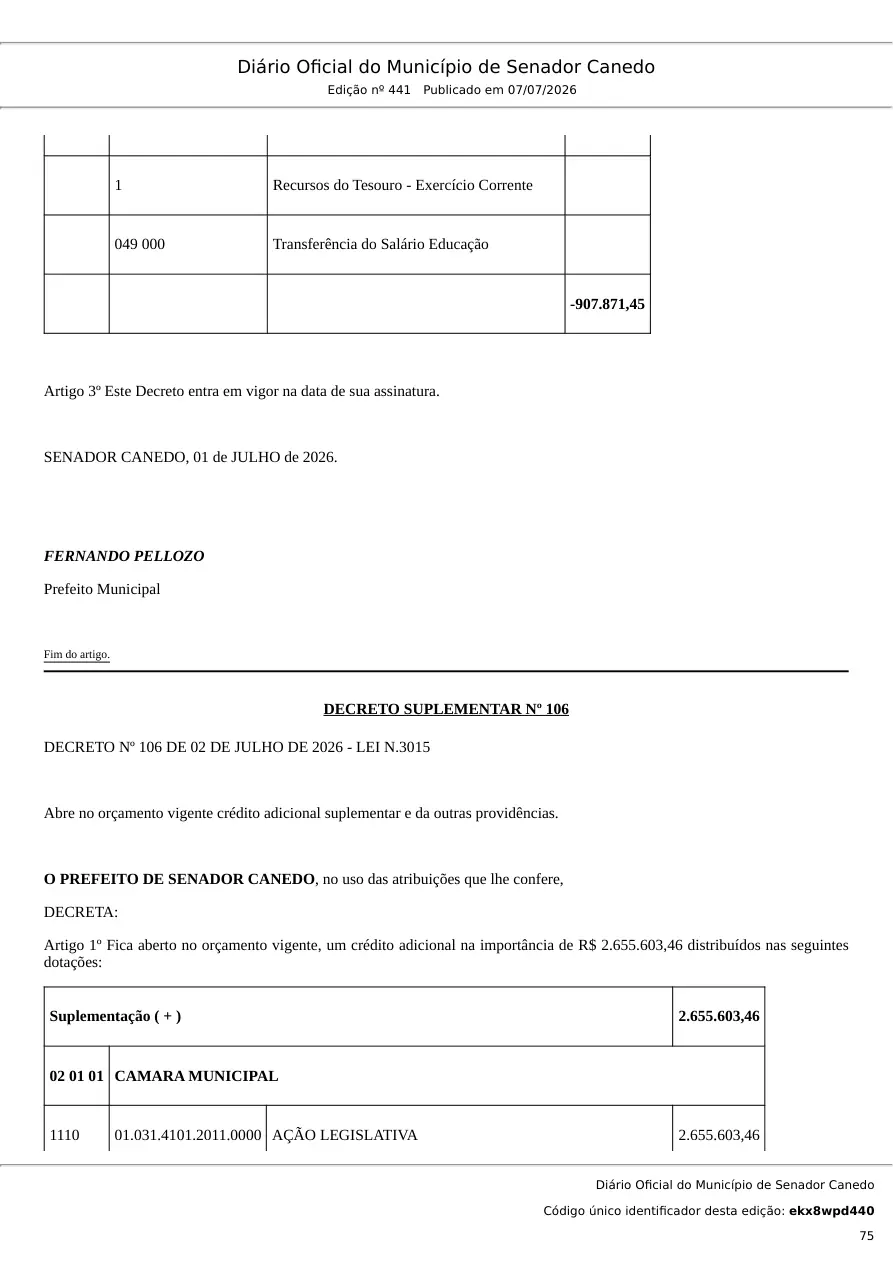 Diário Oficial do Município de Senador Canedo
Edição nº 441 Publicado em 07/07/2026
1 Recursos do Tesouro - Exercício Corrente
049 000 Transferência do Salário Educação
-907.871,45
Artigo 3º Este Decreto entra em vigor na data de sua assinatura.
SENADOR CANEDO, 01 de JULHO de 2026.
FERNANDO PELLOZO
Prefeito Municipal
Fim do artigo.
DECRETO SUPLEMENTAR Nº 106
DECRETO Nº 106 DE 02 DE JULHO DE 2026 - LEI N.3015
Abre no orçamento vigente crédito adicional suplementar e da outras providências.
O PREFEITO DE SENADOR CANEDO, no uso das atribuições que lhe confere,
DECRETA:
Artigo 1º Fica aberto no orçamento vigente, um crédito adicional na importância de R$ 2.655.603,46 distribuídos nas seguintes
dotações:
Suplementação ( + ) 2.655.603,46
02 01 01 CAMARA MUNICIPAL
1110 01.031.4101.2011.0000 AÇÃO LEGISLATIVA 2.655.603,46
Diário Oficial do Município de Senador Canedo
Código único identificador desta edição: ekx8wpd440
75